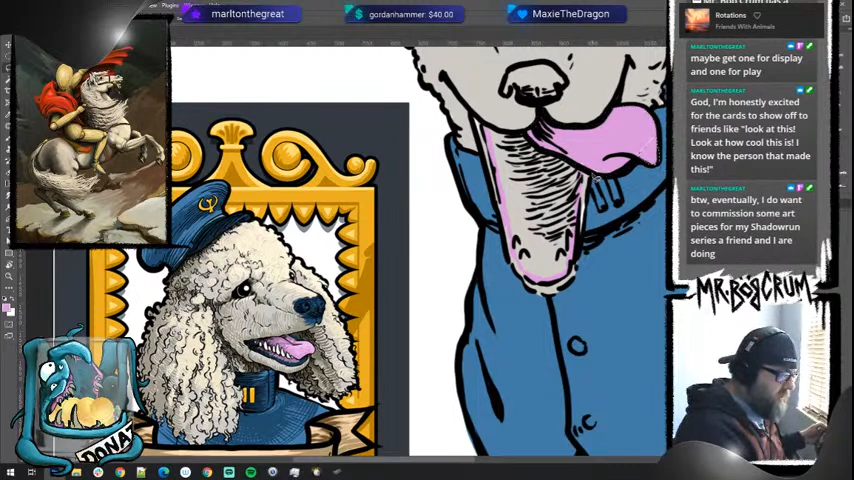 marltonthegreat
gordanhammer: $40.00
MaxieTheDragon
Rotations
Friends With Animals
MARLTONTHEGREAT
maybe get one for display
and one for play
MARLTONTHEGREAT
God, I'm honestly excited
for the cards to show off to
friends like "look at this!
Look at how cool this is! I
know the person that made
this!"
MARLTONTHEGREAT
btw, eventually, I do want
to commission some art
pieces for my Shadowrun
series a friend and I are
doing
MR.BOGCRUM
DONA